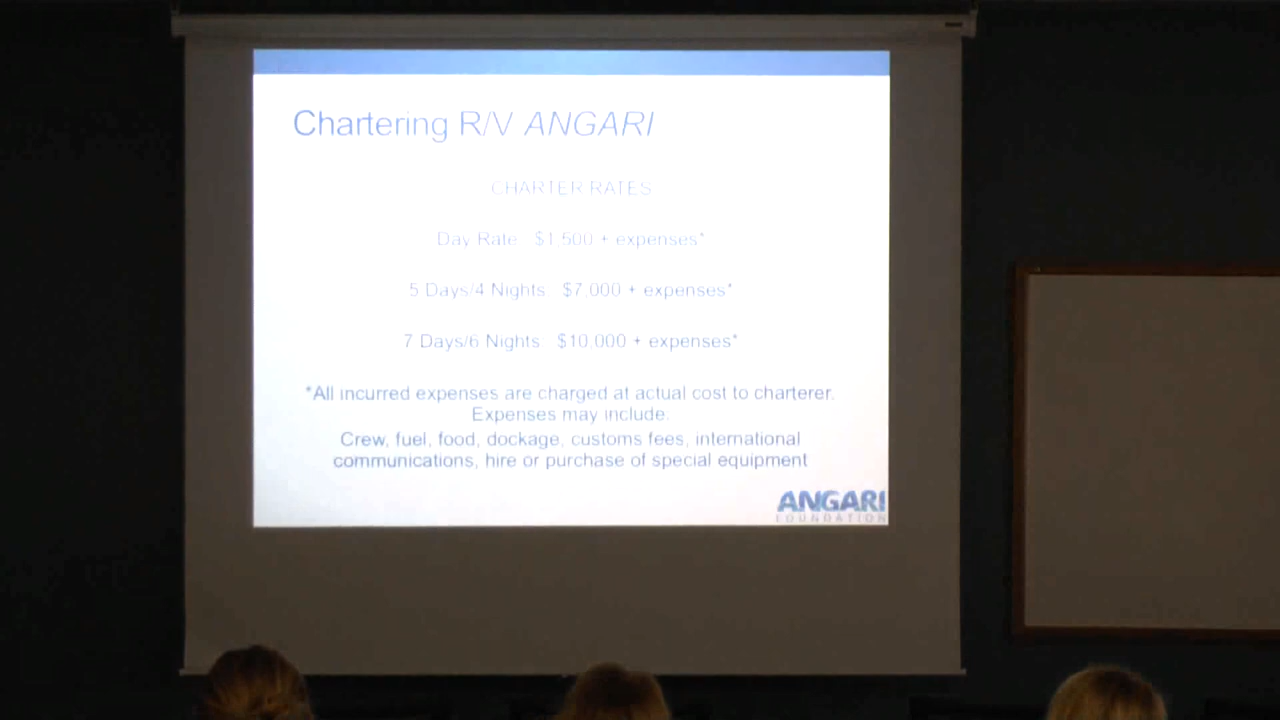 Chartering R/V ANGARI
CHARTER RATES
Day Rate: $1,500 + expenses*
5 Days/4 Nights: $7,000 + expenses*
7 Days/6 Nights: $10,000 + expenses*
*All incurred expenses are charged at actual cost to charterer.
Expenses may include:
Crew, fuel, food, dockage, customs fees, international
communications, hire or purchase of special equipment
ANGARI
FOUNDATION